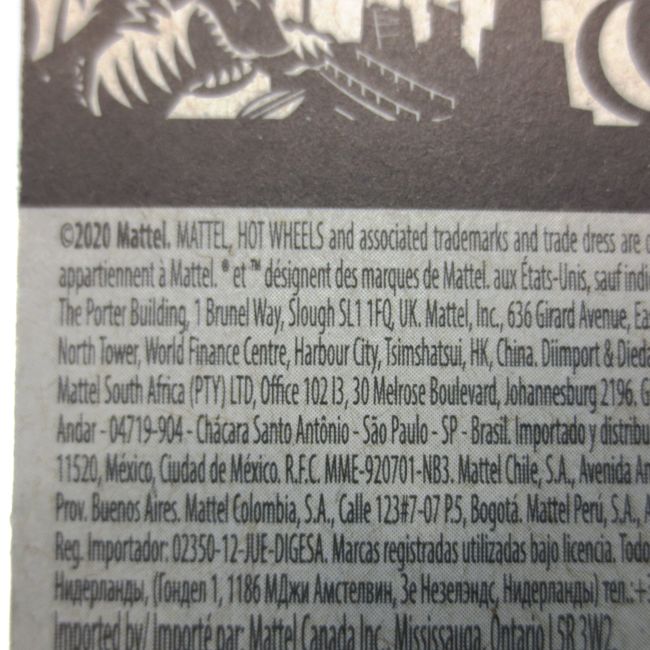 ©2020 Mattel. MATTEL, HOT WHEELS and associated trademarks and trade dress are
appartiennent à Mattel. ® et ™ désignent des marques de Mattel. aux États-Unis, sauf indi
The Porter Building, 1 Brunel Way, Slough SL1 1FQ, UK. Mattel, Inc., 636 Girard Avenue, Ea
North Tower, World Finance Centre, Harbour City, Tsimshatsui, HK, China. Diimport & Dieda
Mattel South Africa (PTY) LTD, Office 102 I3, 30 Melrose Boulevard, Johannesburg 2196. G
Andar - 04719-904 - Chácara Santo Antônio - São Paulo - SP - Brasil. Importado y distribu
11520, México, Ciudad de México. R.F.C. MME-920701-NB3. Mattel Chile, S.A., Avenida Am
Prov. Buenos Aires. Mattel Colombia, S.A., Calle 123#7-07 P.5, Bogotá. Mattel Perú, S.A., A
Reg. Importador: 02350-12-JUE-DIGESA. Marcas registradas utilizadas bajo licencia. Todo
Нидерланды, (Гондел 1, 1186 МДжи Амстелвин, Зе Незелэндс, Нидерланды) тел.:+3
Imported by/ Importé par: Mattel Canada Inc., Mississauga, Ontario L5R 3W2.